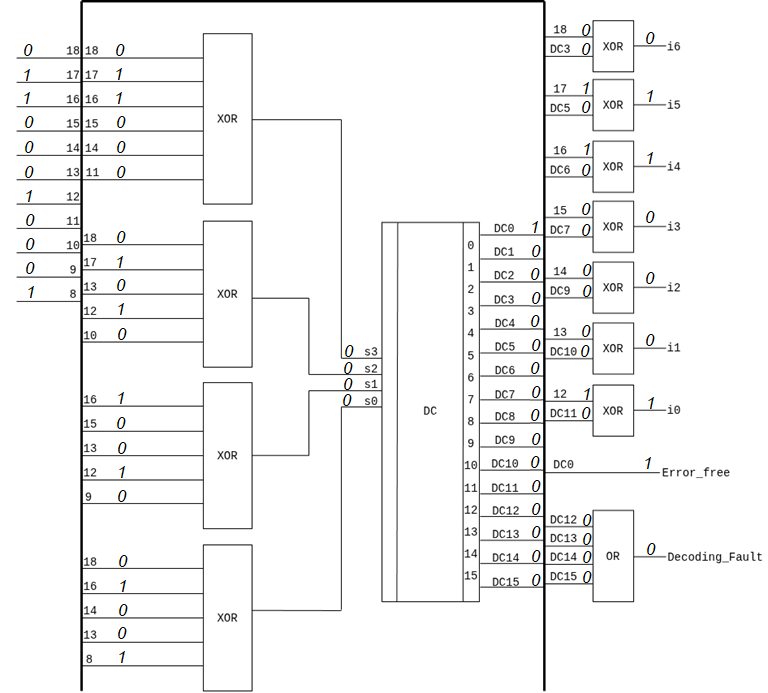 0 18 18 0
1 17 17 1
1 16 16 1
0 15 15 0
0 14 14 0
0 13 11 0
1 12
0 11
0 10
0 9
1 8
XOR
18 0
17 1
13 0
12 1
10 0
XOR
16 1
15 0
13 0
12 1
9 0
XOR
18 0
16 1
14 0
13 0
8 1
XOR
0 s3
0 s2
0 s1
0 s0
DC
0
1
2
3
4
5
6
7
8
9
10
11
12
13
14
15
DC0 1
DC1 0
DC2 0
DC3 0
DC4 0
DC5 0
DC6 0
DC7 0
DC8 0
DC9 0
DC10 0
DC11 0
DC12 0
DC13 0
DC14 0
DC15 0
18 0
DC3 0
XOR
0 i6
17 1
DC5 0
XOR
1 i5
16 1
DC6 0
XOR
1 i4
15 0
DC7 0
XOR
0 i3
14 0
DC9 0
XOR
0 i2
13 0
DC10 0
XOR
0 i1
12 1
DC11 0
XOR
1 i0
DC0 1 Error_free
DC12 0
DC13 0
DC14 0
DC15 0
OR
0 Decoding_Fault